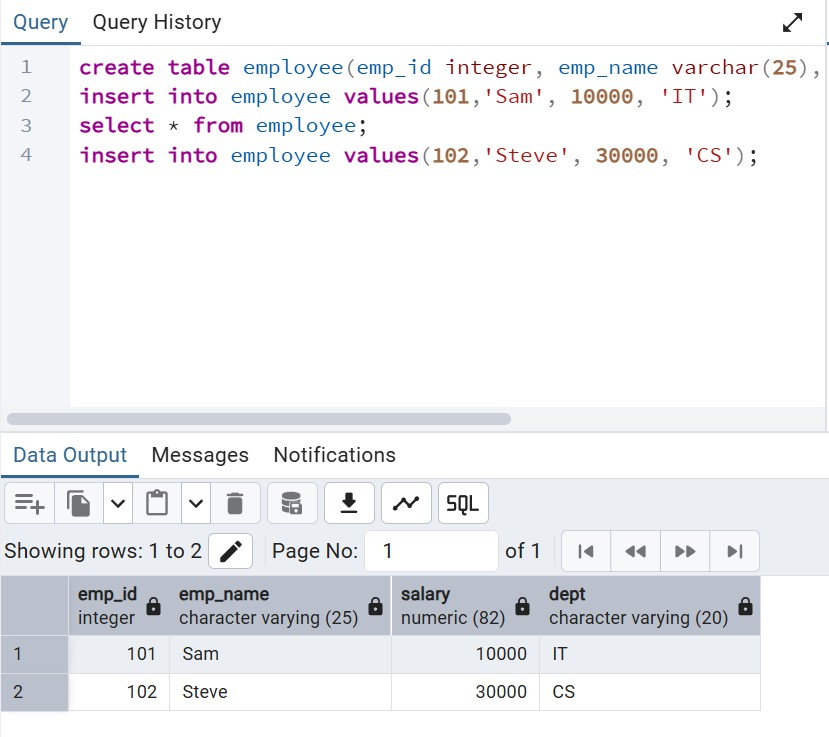 Query Query History
1 create table employee(emp_id integer, emp_name varchar(25),
2 insert into employee values(101,'Sam', 10000, 'IT');
3 select * from employee;
4 insert into employee values(102,'Steve', 30000, 'CS');
Data Output Messages Notifications
SQL
Showing rows: 1 to 2 Page No: 1 of 1
emp_id emp_name salary dept
integer character varying (25) numeric (82) character varying (20)
1 101 Sam 10000 IT
2 102 Steve 30000 CS